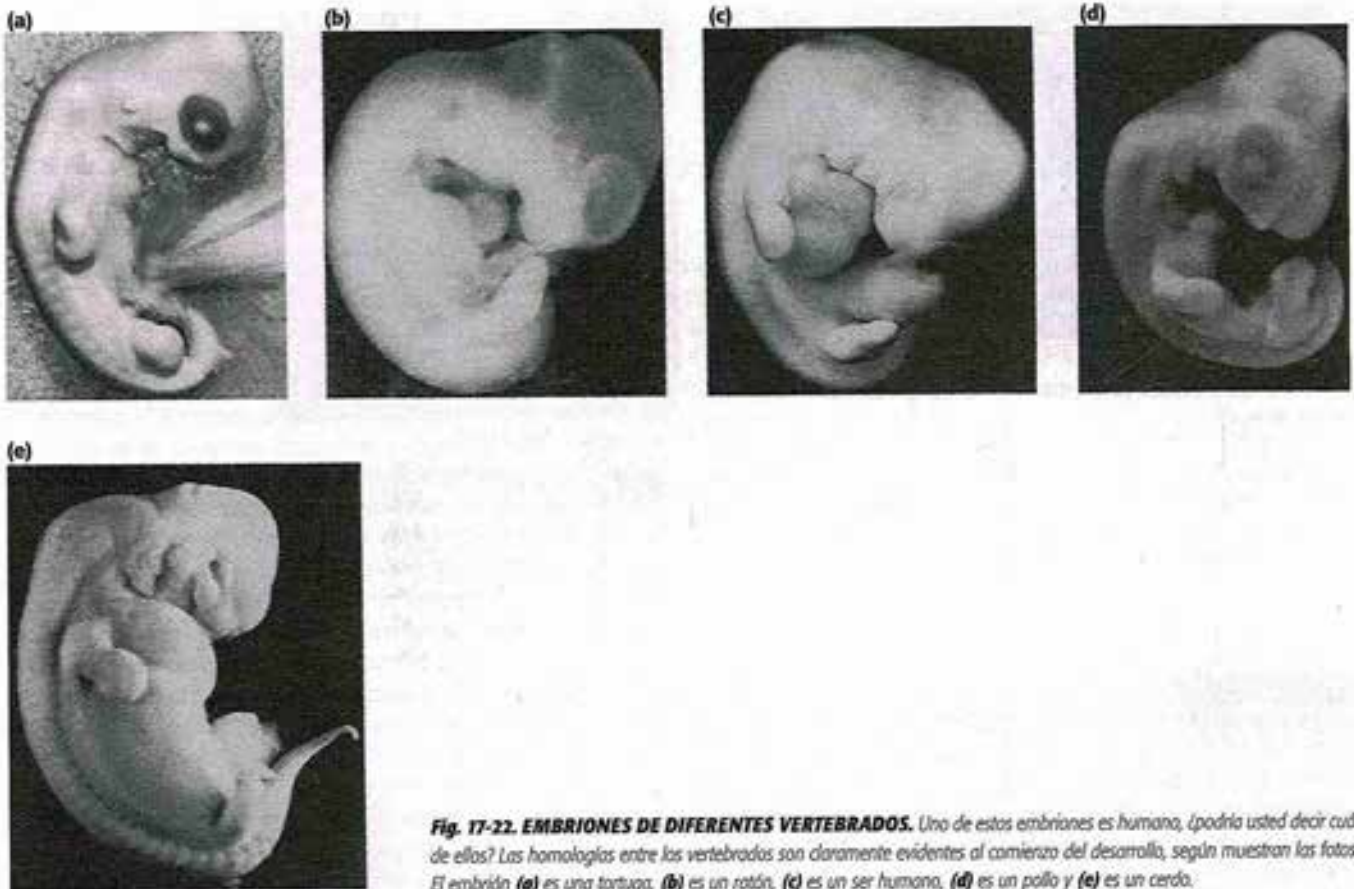 (a)
(b)
(c)
(d)
(e)
Fig. 17-22. EMBRIONES DE DIFERENTES VERTEBRADOS. Uno de estos embriones es humano, ¿podría usted decir cuál
de ellos? Las homologías entre los vertebrados son claramente evidentes al comienzo del desarrollo, según muestran las fotos.
El embrión (a) es una tortuga, (b) es un ratón, (c) es un ser humano, (d) es un pollo y (e) es un cerdo.